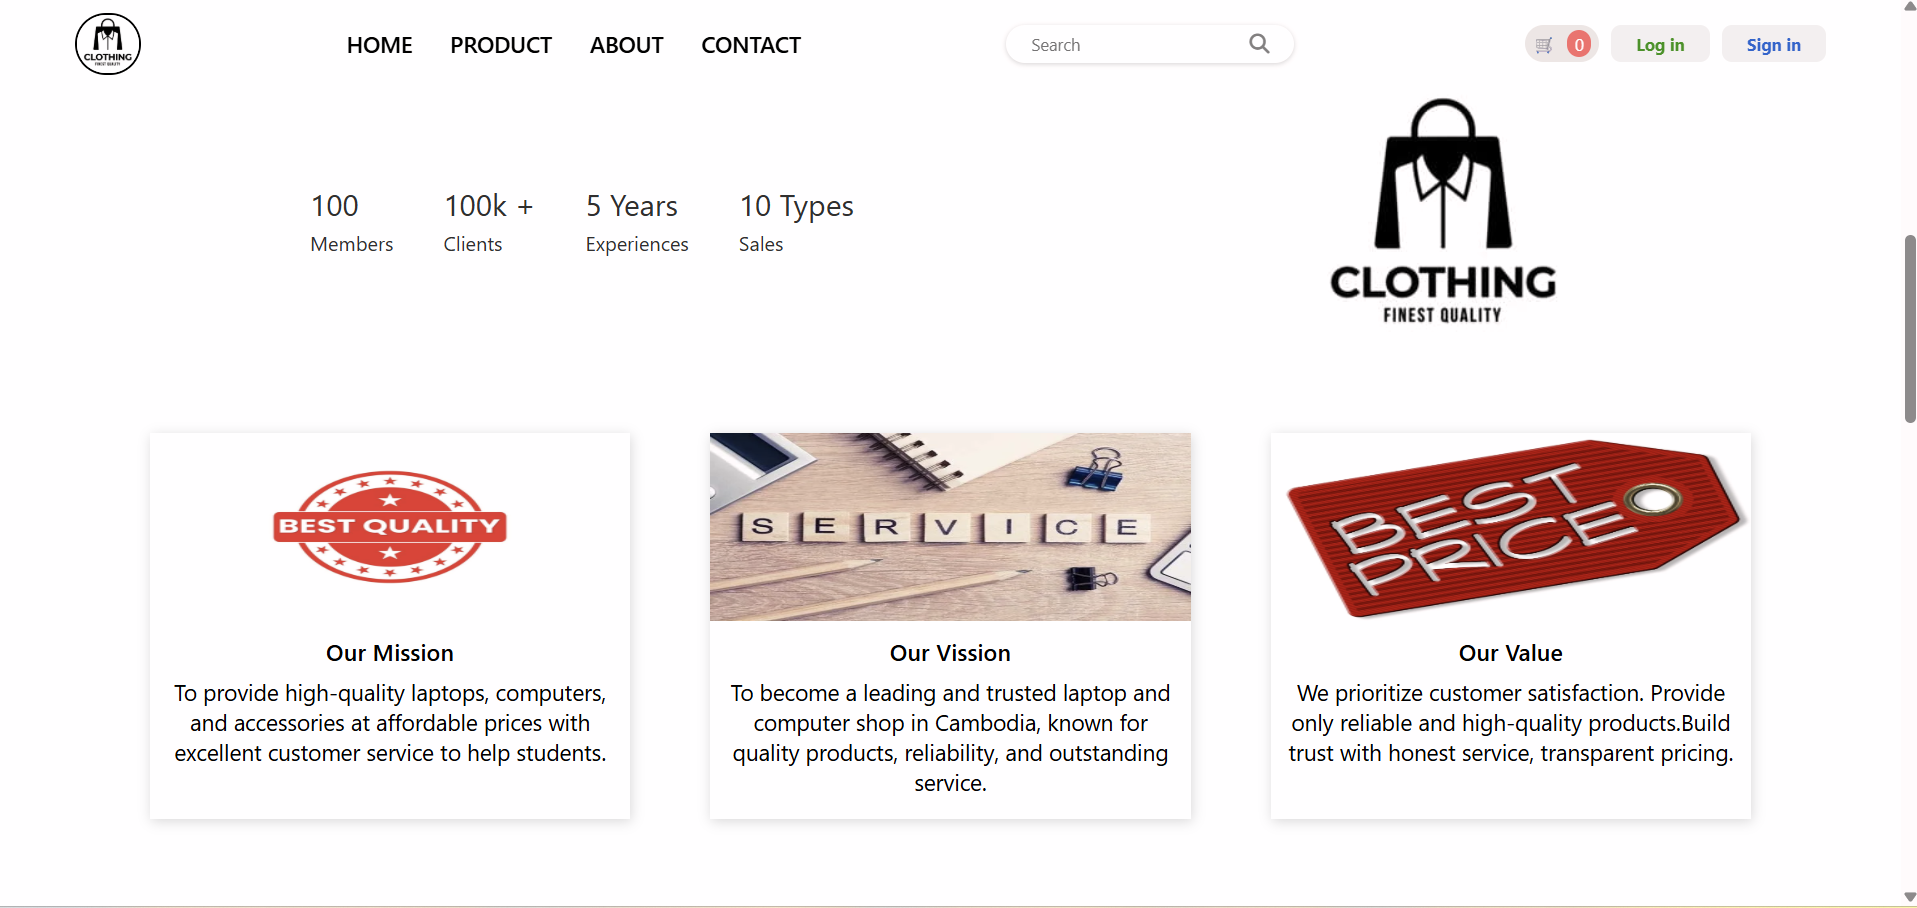 CLOTHING
FINEST QUALITY
HOME PRODUCT ABOUT CONTACT
Search
0
Log in
Sign in
100
Members
100k +
Clients
5 Years
Experiences
10 Types
Sales
CLOTHING
FINEST QUALITY
BEST QUALITY
Our Mission
To provide high-quality laptops, computers,
and accessories at affordable prices with
excellent customer service to help students.
SERVICE
Our Vission
To become a leading and trusted laptop and
computer shop in Cambodia, known for
quality products, reliability, and outstanding
service.
BEST
PRICE
Our Value
We prioritize customer satisfaction. Provide
only reliable and high-quality products.Build
trust with honest service, transparent pricing.